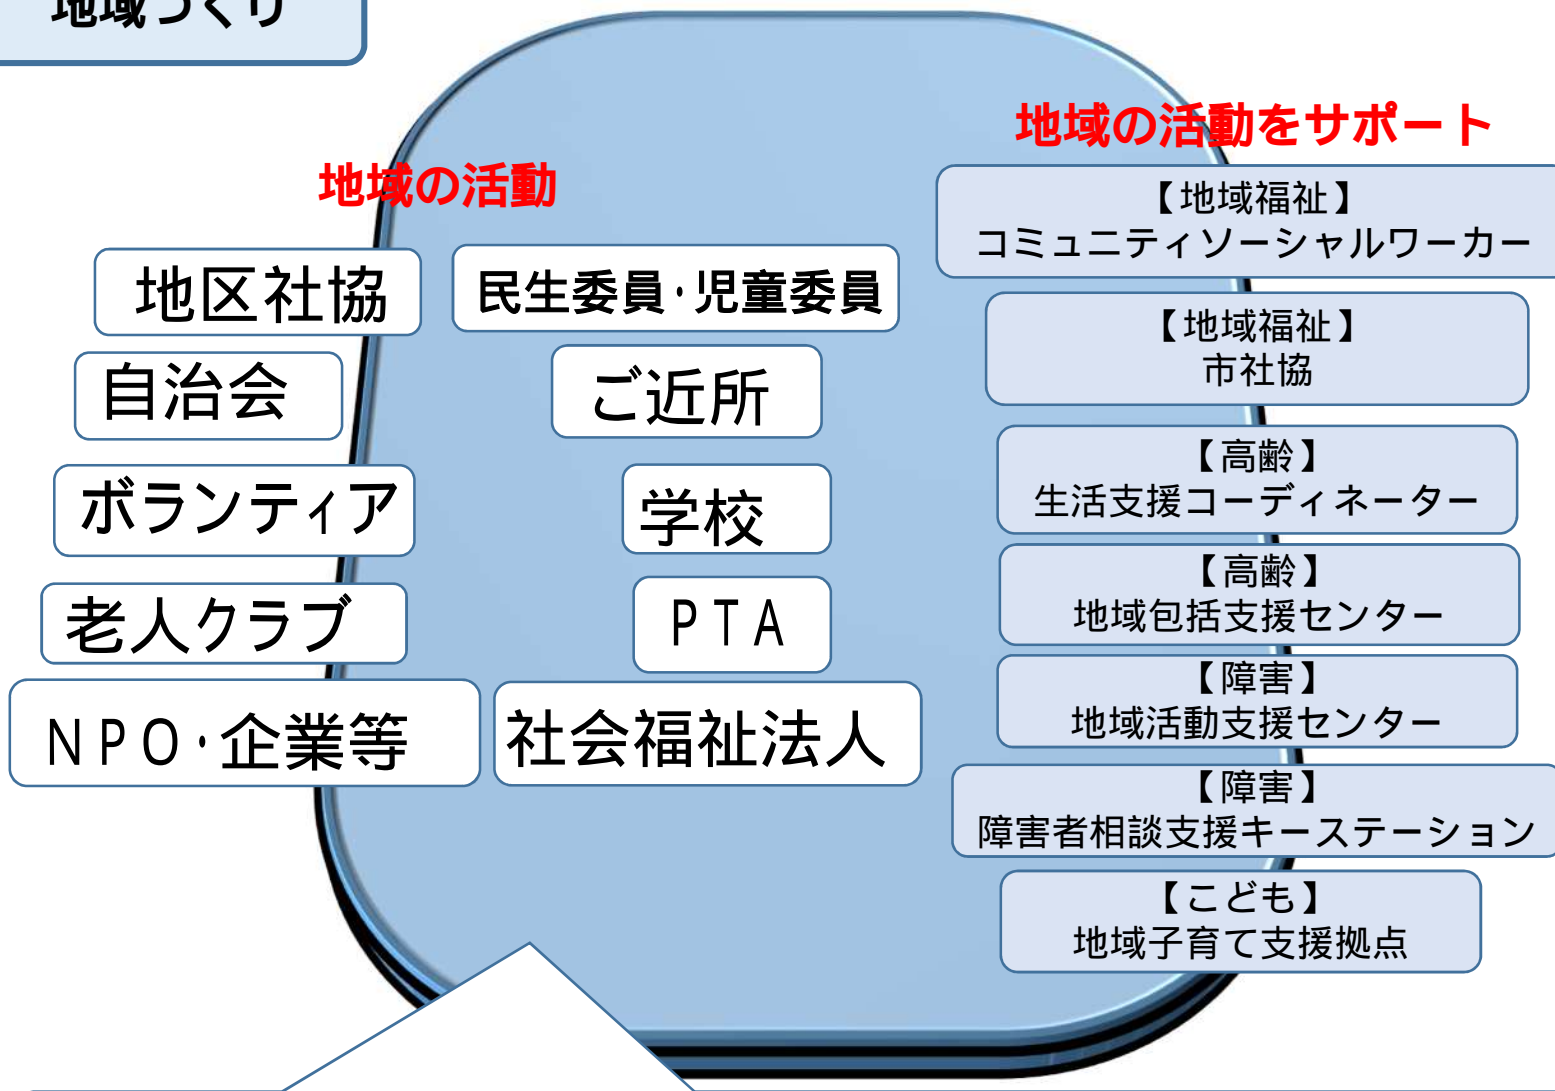 地域づくり
地域の活動
地区社協
民生委員・児童委員
自治会
ご近所
ボランティア
学校
老人クラブ
ＰＴＡ
ＮＰＯ・企業等
社会福祉法人
地域の活動をサポート
【地域福祉】
コミュニティソーシャルワーカー
【地域福祉】
市社協
【高齢】
生活支援コーディネーター
【高齢】
地域包括支援センター
【障害】
地域活動支援センター
【障害】
障害者相談支援キーステーション
【こども】
地域子育て支援拠点